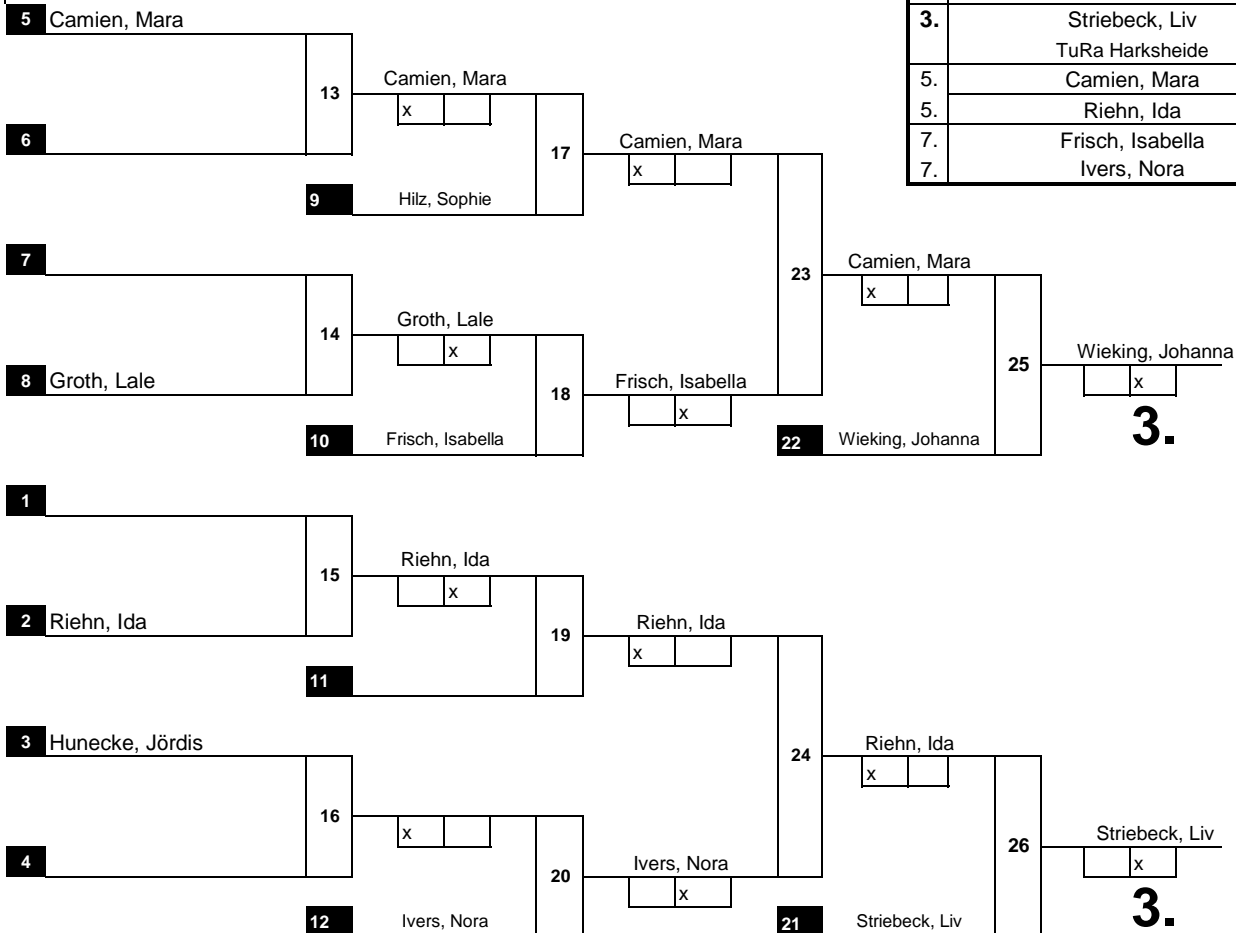 5 Camien, Mara
3. Striebeck, Liv
TuRa Harksheide
5. Camien, Mara
5. Riehn, Ida
7. Frisch, Isabella
7. Ivers, Nora
13 Camien, Mara
x
6
17 Camien, Mara
x
9 Hilz, Sophie
7
23 Camien, Mara
x
14 Groth, Lale
x
8 Groth, Lale
18 Frisch, Isabella
x
25 Wieking, Johanna
x
3.
10 Frisch, Isabella
22 Wieking, Johanna
1
15 Riehn, Ida
x
2 Riehn, Ida
19 Riehn, Ida
x
11
3 Hunecke, Jördis
24 Riehn, Ida
x
16
x
4
20 Ivers, Nora
x
26 Striebeck, Liv
x
3.
12 Ivers, Nora
21 Striebeck, Liv